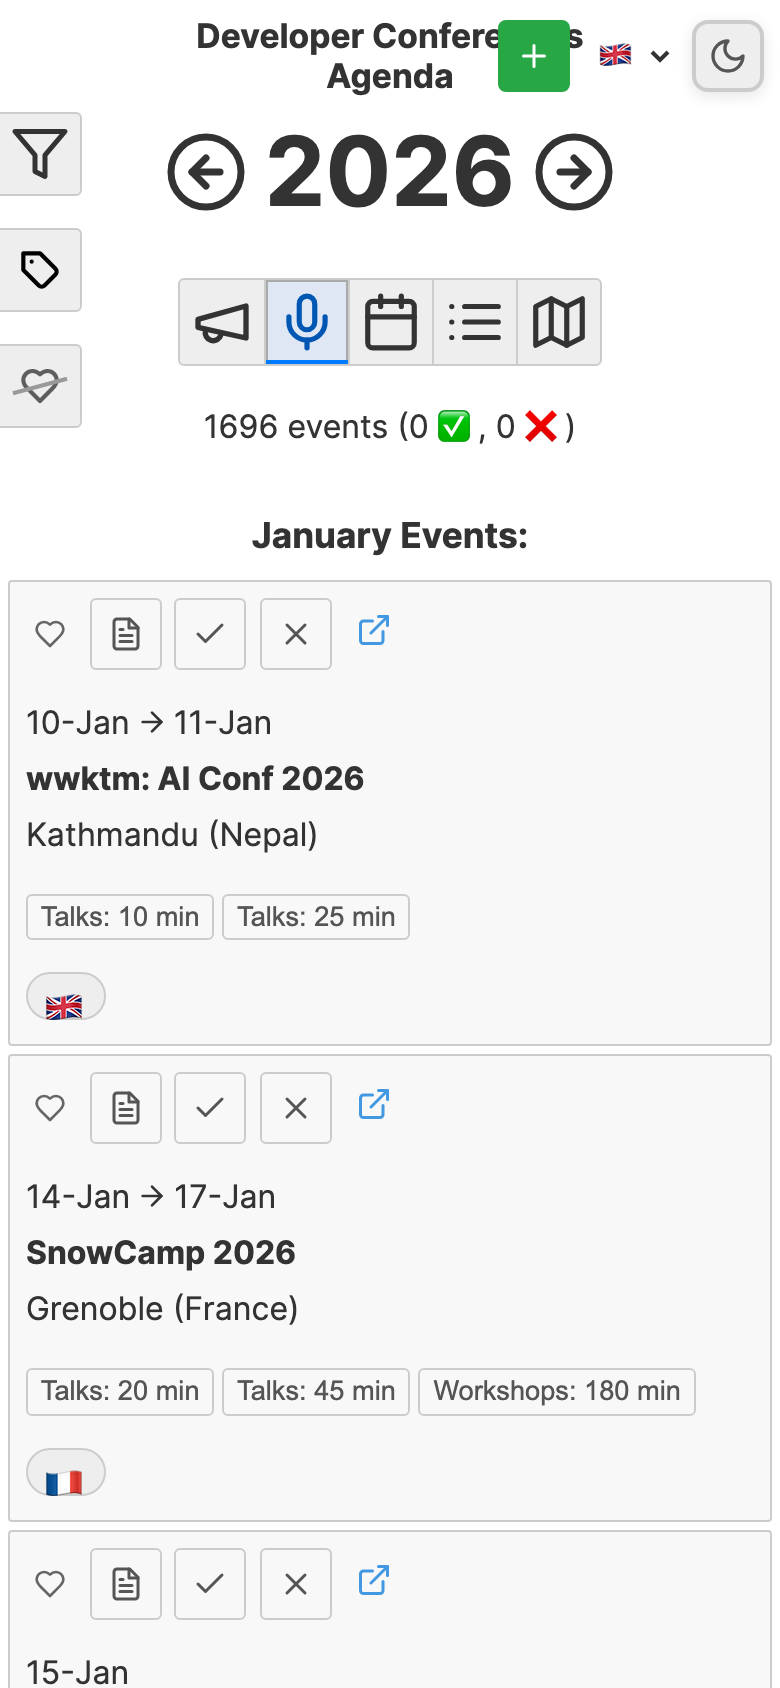 Developer Confere s
Agenda
2026
1696 events (0 ✅ , 0 ❌ )
January Events:
10-Jan → 11-Jan
wwktm: AI Conf 2026
Kathmandu (Nepal)
Talks: 10 min Talks: 25 min
14-Jan → 17-Jan
SnowCamp 2026
Grenoble (France)
Talks: 20 min Talks: 45 min Workshops: 180 min
15-Jan